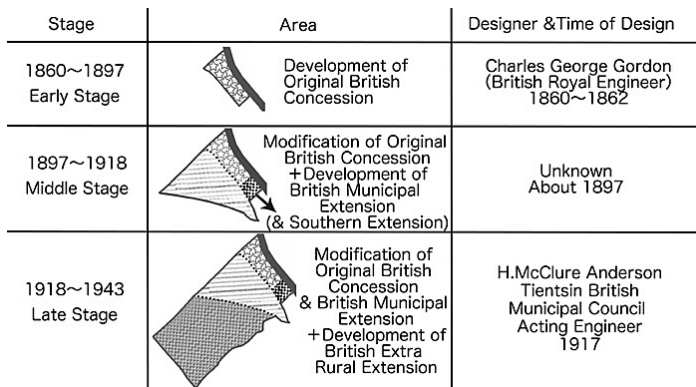 Stage
Area
Designer &Time of Design
1860～1897
Early Stage
Development of
Original British
Concession
Charles George Gordon
(British Royal Engineer)
1860～1862
1897～1918
Middle Stage
Modification of Original
British Concession
+Development of
British Municipal
Extension
(& Southern Extension)
Unknown
About 1897
1918～1943
Late Stage
Modification of
Original British
Concession
& British Municipal
Extension
+Development of
British Extra
Rural Extension
H.McClure Anderson
Tientsin British
Municipal Council
Acting Engineer
1917